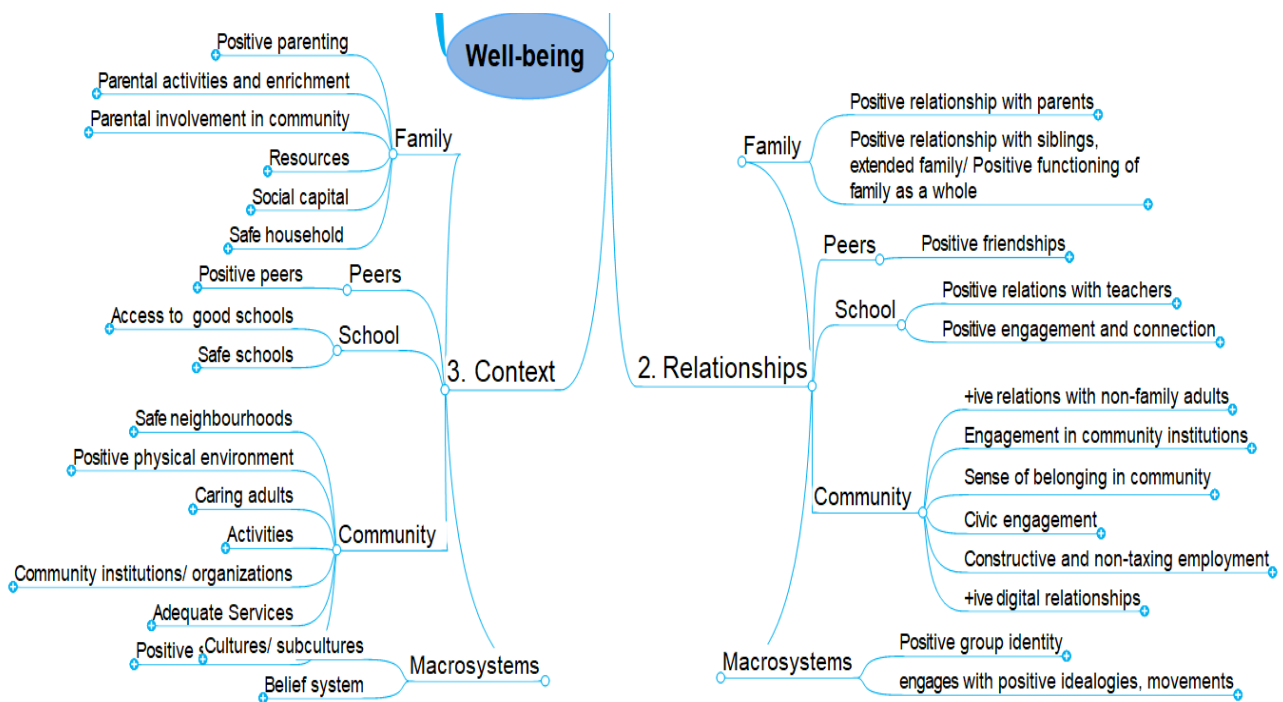 Well-being
3. Context
Family
Positive parenting
Parental activities and enrichment
Parental involvement in community
Resources
Social capital
Safe household
Peers
Positive peers
School
Access to good schools
Safe schools
Community
Safe neighbourhoods
Positive physical environment
Caring adults
Activities
Community institutions/ organizations
Adequate Services
Positive
Macrosystems
Cultures/ subcultures
Belief system
2. Relationships
Family
Positive relationship with parents
Positive relationship with siblings,
extended family/ Positive functioning of
family as a whole
Peers
Positive friendships
School
Positive relations with teachers
Positive engagement and connection
Community
+ive relations with non-family adults
Engagement in community institutions
Sense of belonging in community
Civic engagement
Constructive and non-taxing employment
+ive digital relationships
Macrosystems
Positive group identity
engages with positive idealogies, movements